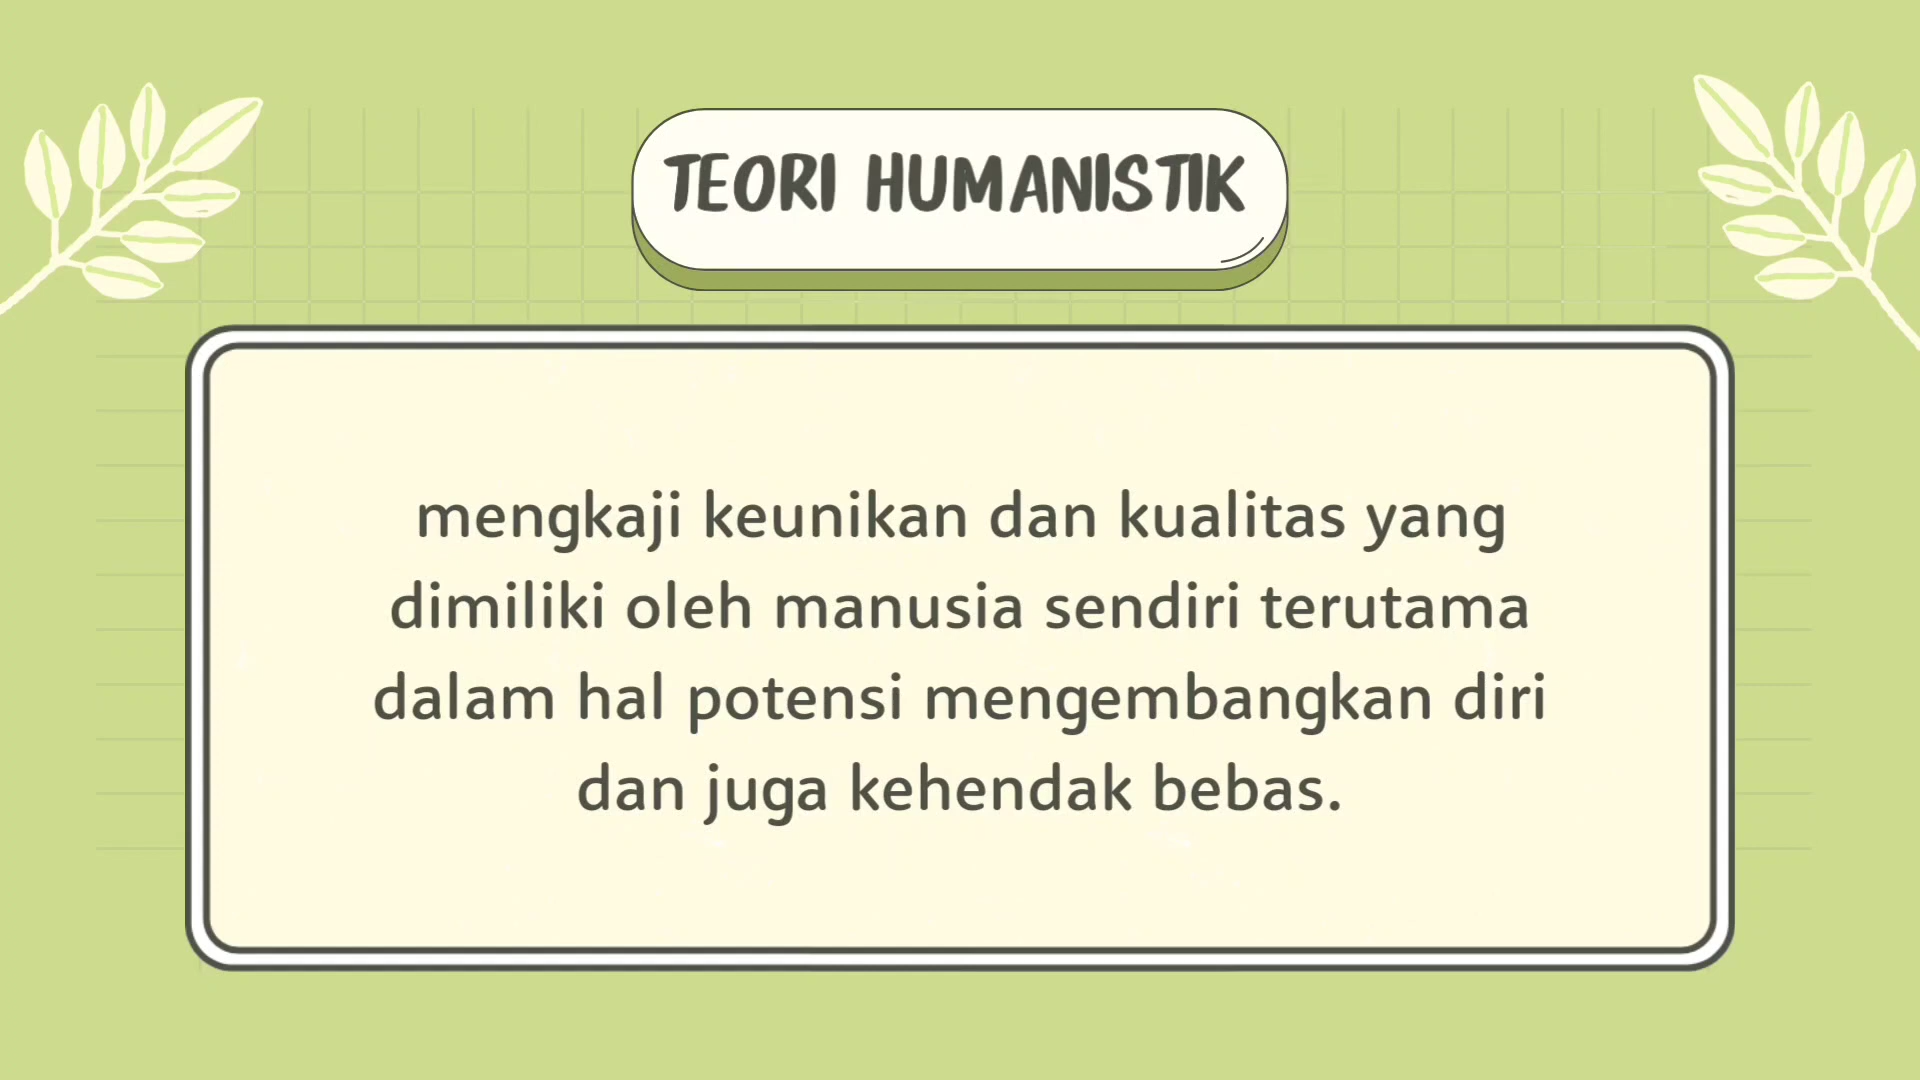 TEORI HUMANISTIK
mengkaji keunikan dan kualitas yang
dimiliki oleh manusia sendiri terutama
dalam hal potensi mengembangkan diri
dan juga kehendak bebas.